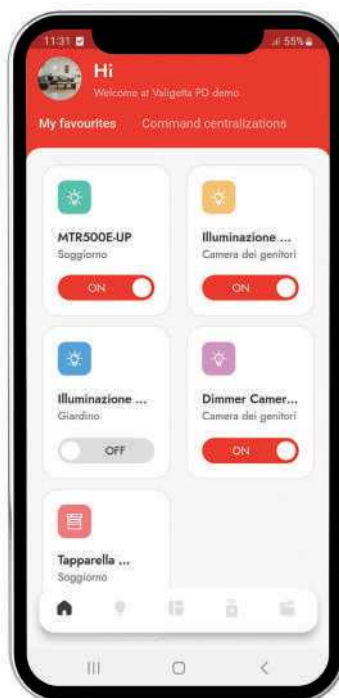 11:31 55%
Hi
Welcome at Valigetta PD demo
My favourites Command centralizations
MTR500E-UP
Soggiorno
ON
Illuminazione ...
Camera dei genitori
ON
Illuminazione ...
Giardino
OFF
Dimmer Camer...
Camera dei genitori
ON
Tapparella ...
Soggiorno